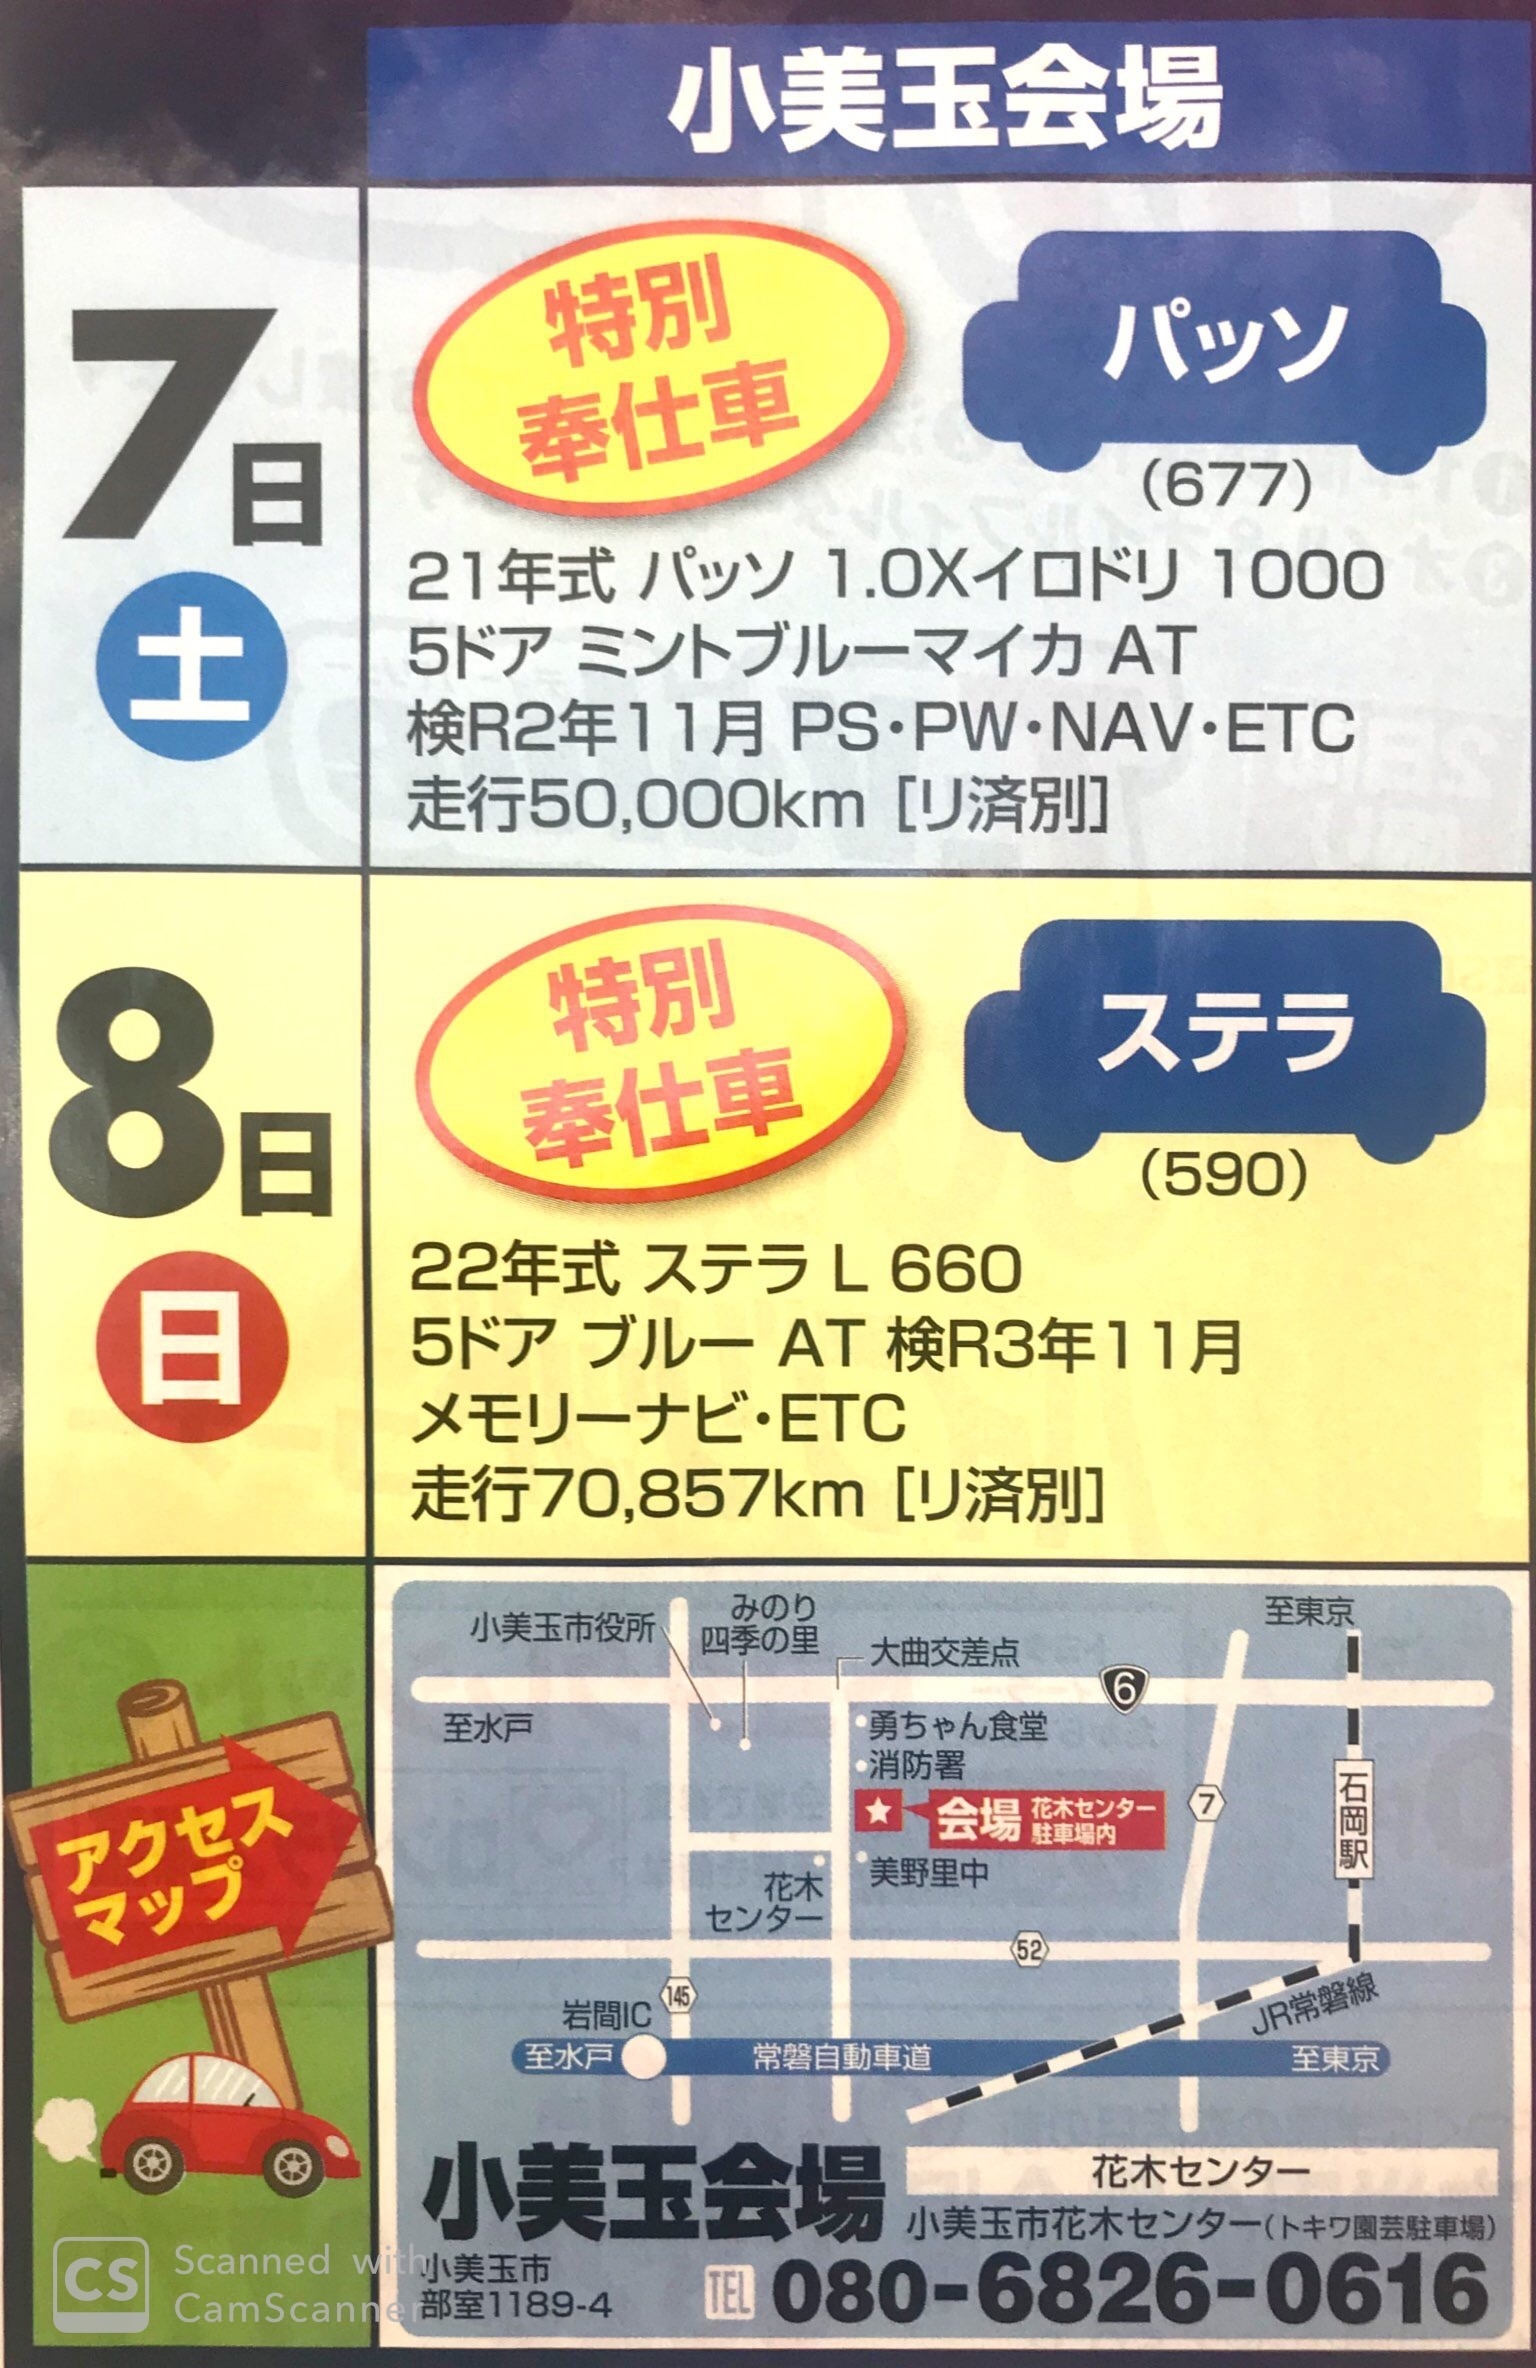 小美玉会場
7日
土
特別
奉仕車
パッソ
（677）
21年式 パッソ 1.0Xイロドリ 1000
5ドア ミントブルーマイカ AT
検R2年11月 PS・PW・NAV・ETC
走行50,000km ［リ済別］
8日
日
特別
奉仕車
ステラ
（590）
22年式 ステラ L 660
5ドア ブルー AT 検R3年11月
メモリーナビ・ETC
走行70,857km ［リ済別］
アクセス
マップ
小美玉市役所
みのり
四季の里
大曲交差点
至東京
6
至水戸
勇ちゃん食堂
消防署
会場 花木センター
駐車場内
7
石岡駅
美野里中
花木
センター
52
145
JR常磐線
岩間IC
至水戸
常磐自動車道
至東京
小美玉会場
花木センター
小美玉市花木センター（トキワ園芸駐車場）
小美玉市
部室1189-4
TEL 080-6826-0616
CS
Scanned with
CamScanner